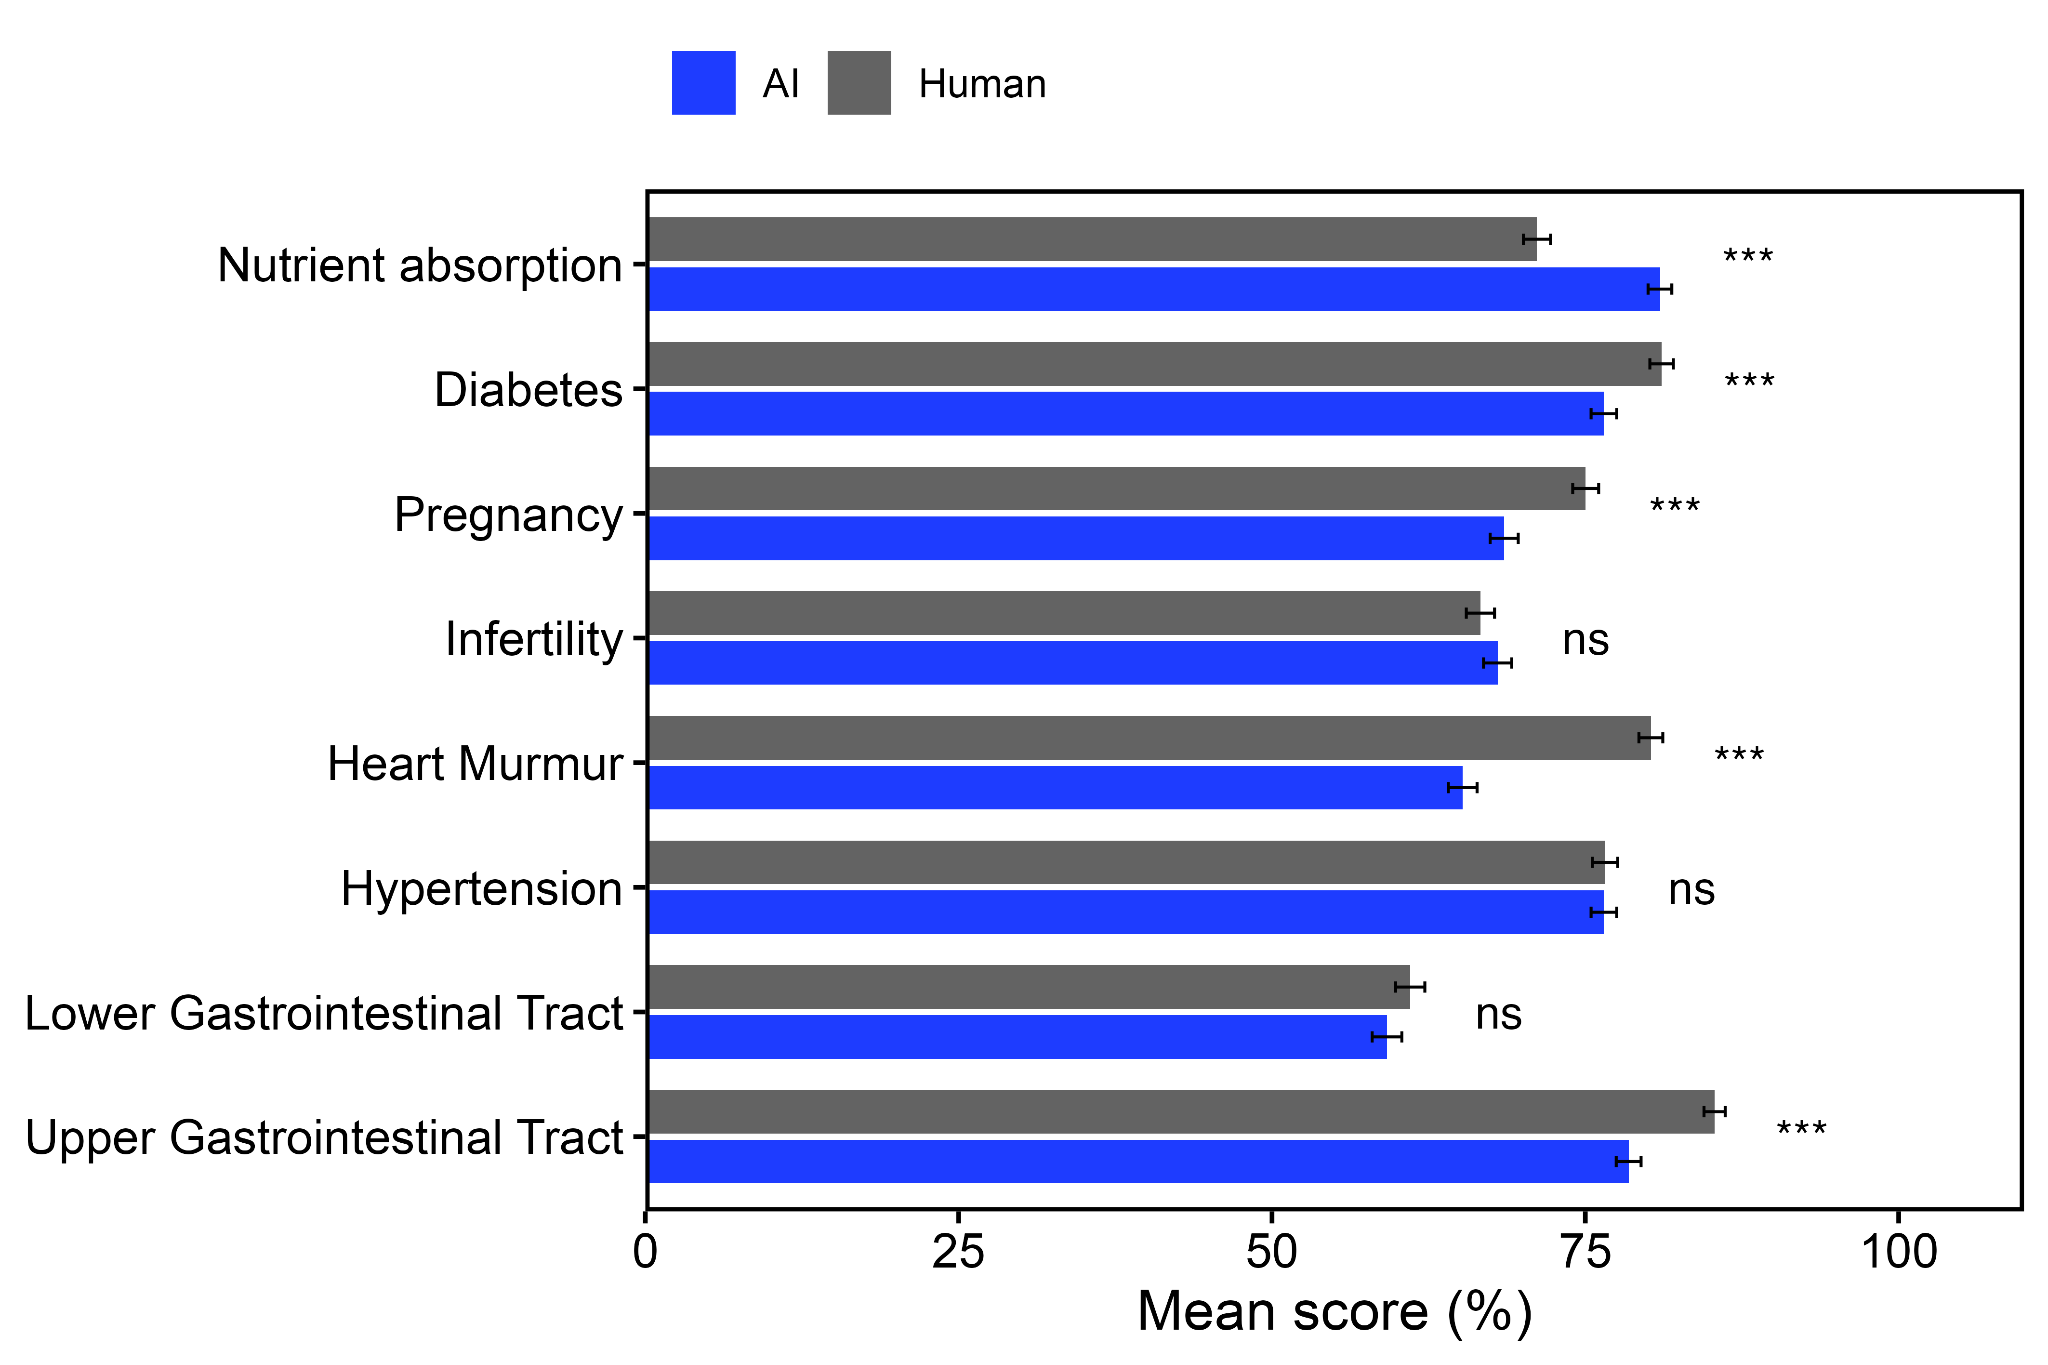 AI Human
Nutrient absorption ***
Diabetes ***
Pregnancy ***
Infertility ns
Heart Murmur ***
Hypertension ns
Lower Gastrointestinal Tract ns
Upper Gastrointestinal Tract ***
0 25 50 75 100
Mean score (%)